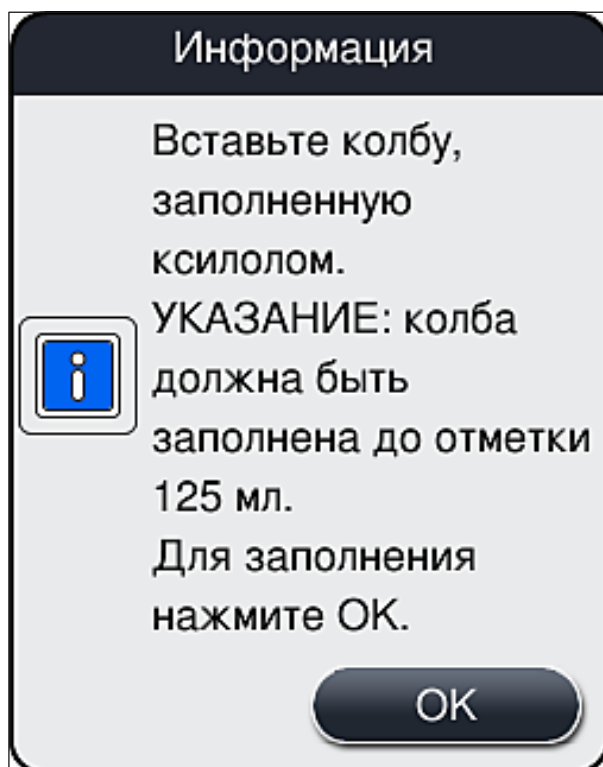 Информация
Вставьте колбу,
заполненную
ксилолом.
УКАЗАНИЕ: колба
должна быть
заполнена до отметки
125 мл.
Для заполнения
нажмите OK.
OK